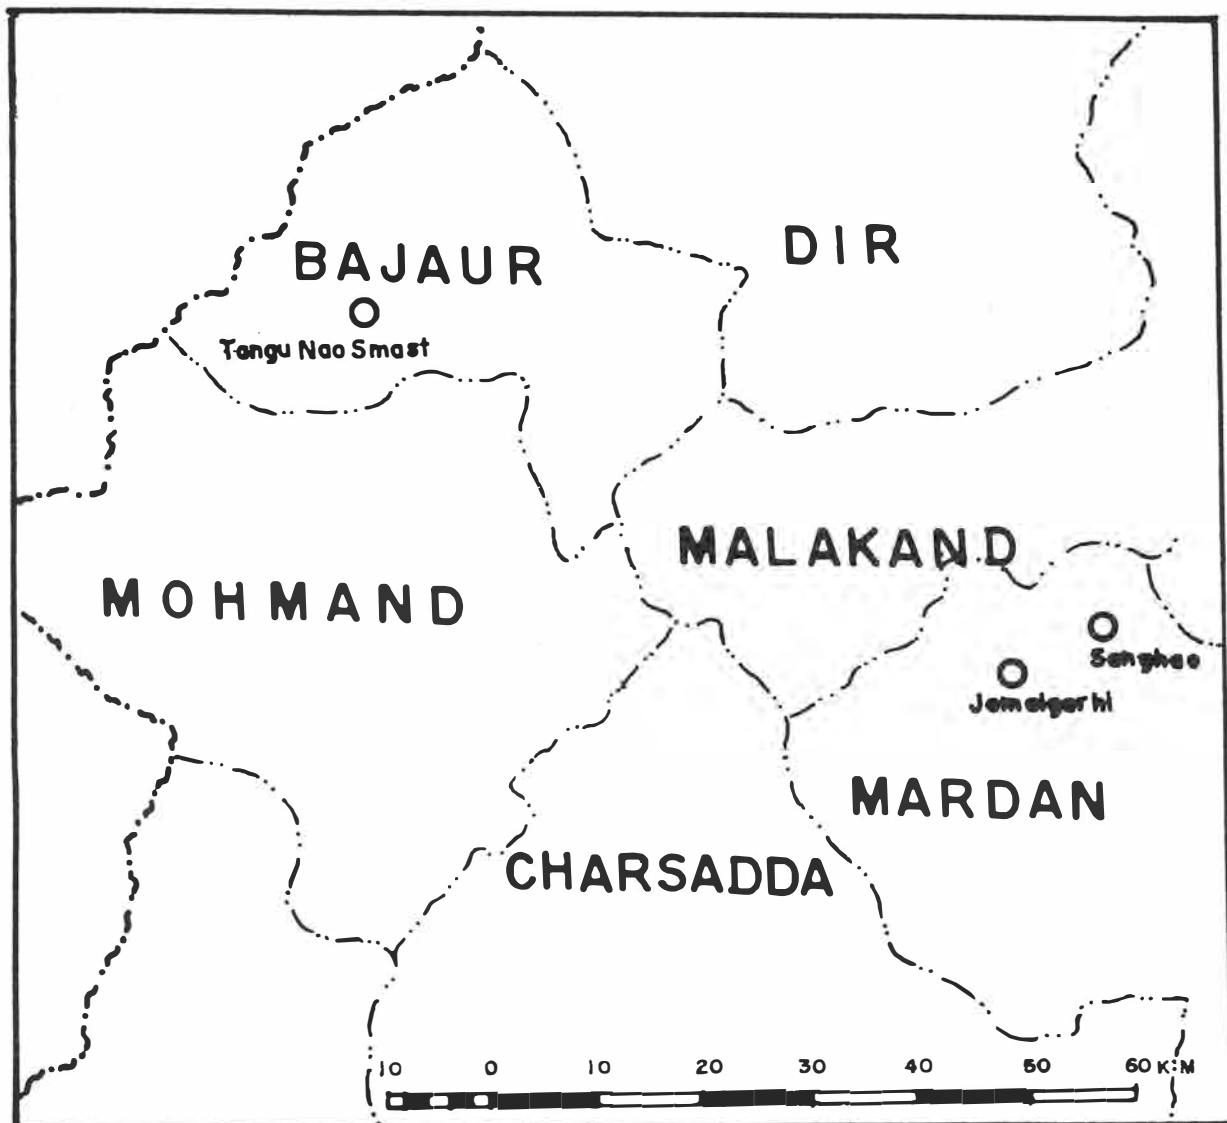 DIR
BAJAUR
Tangu Nao Smast
MALAKAND
MOHMAND
Sanghao
Jamalgarhi
MARDAN
CHARSADDA
10 0 10 20 30 40 50 60 K:M